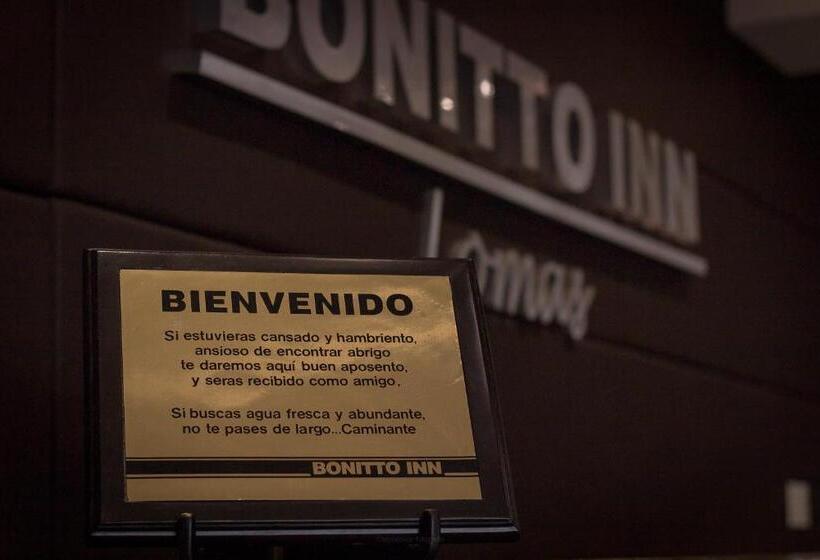 BONITTO INN
Lomas
BIENVENIDO
Si estuvieras cansado y hambriento,
ansioso de encontrar abrigo
te daremos aquí buen aposento,
y seras recibido como amigo.
Si buscas agua fresca y abundante,
no te pases de largo...Caminante
BONITTO INN